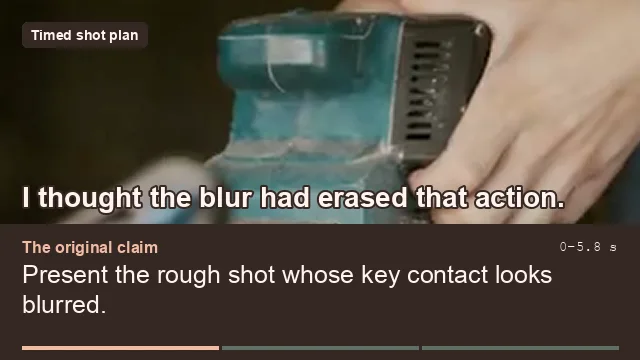 Timed shot plan
I thought the blur had erased that action.
The original claim
0–5.8 s
Present the rough shot whose key contact looks
blurred.